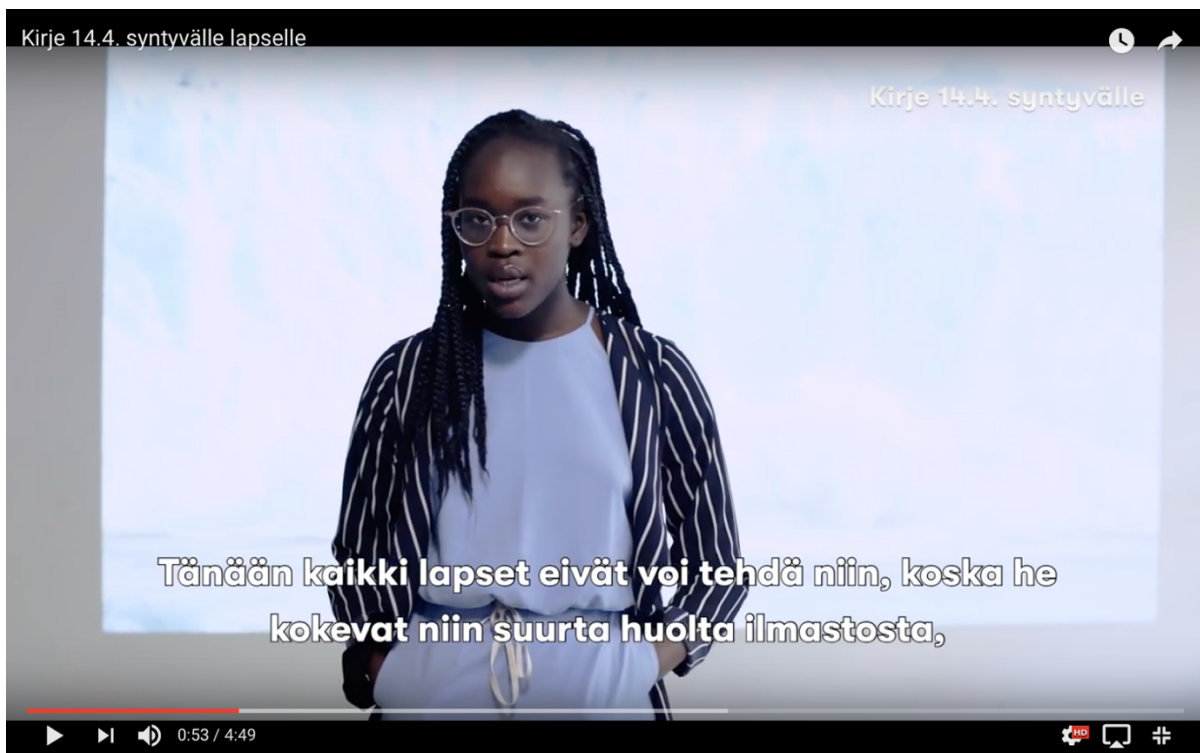 Kirje 14.4. syntyvälle lapselle
Kirje 14.4. syntyvälle
Tänään kaikki lapset eivät voi tehdä niin, koska he
kokevat niin suurta huolta ilmastosta,
0:53 / 4:49
HD